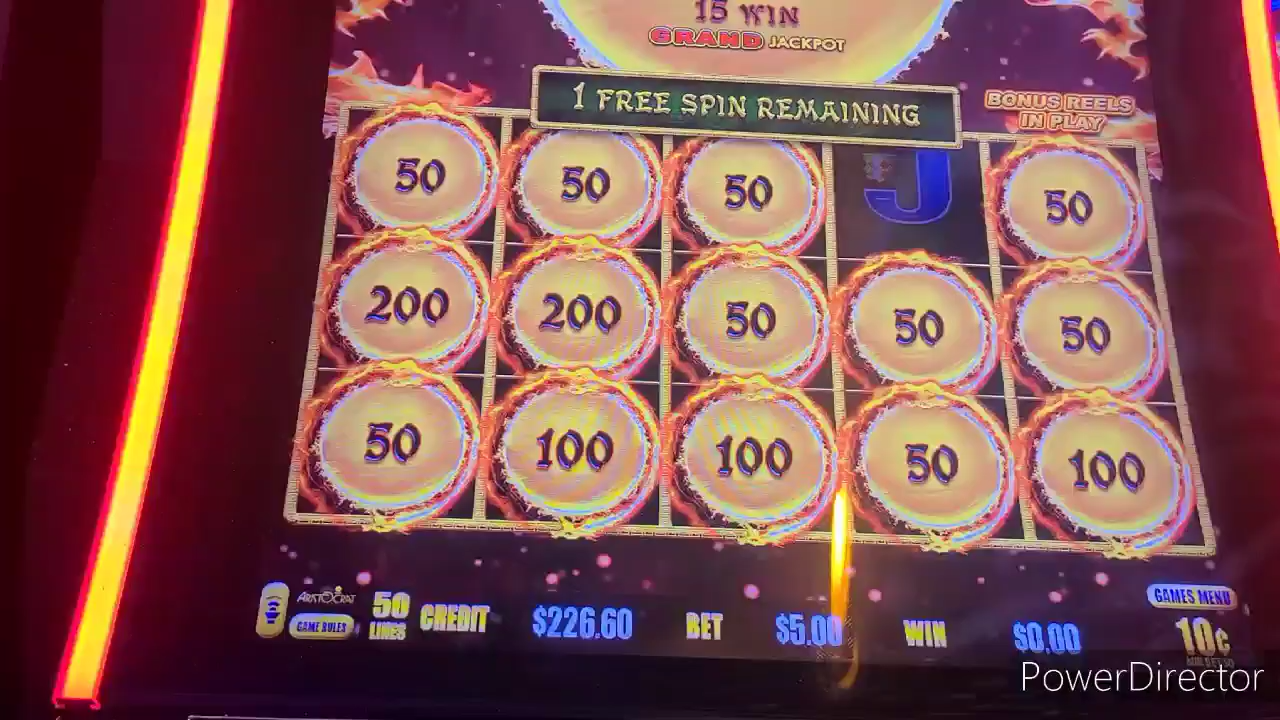 15 WIN
GRAND JACKPOT
1 FREE SPIN REMAINING
BONUS REELS
IN PLAY
50 50 50 J 50
200 200 50 50 50
50 100 100 50 100
ARISTOCRAT
GAME RULES
50
LINES
CREDIT $226.60 BET $5.00 WIN $0.00
GAMES MENU
10¢
PowerDirector